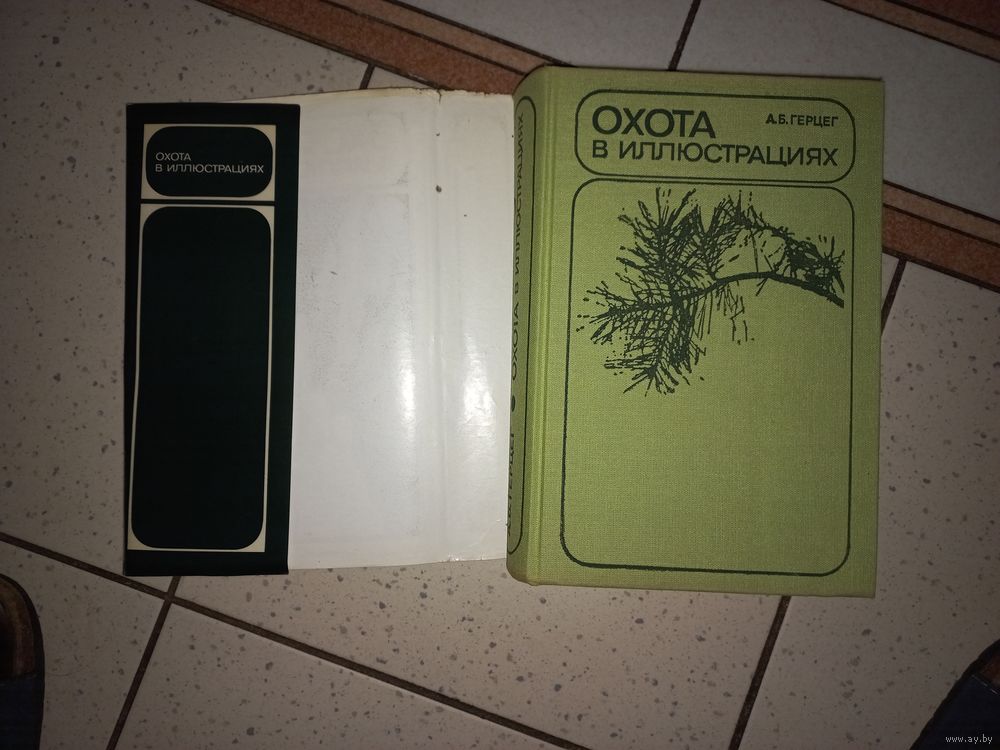 ОХОТА
В ИЛЛЮСТРАЦИЯХ
ОХОТА В ИЛЛЮСТРАЦИЯХ
ОХОТА
В ИЛЛЮСТРАЦИЯХ
А.Б. ГЕРЦЕГ
www.ay.by